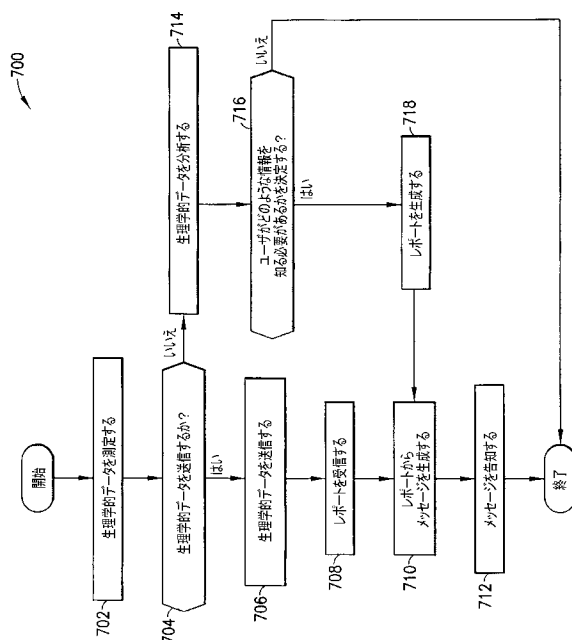 700
開始
生理学的データを測定する
702
生理学的データを送信するか?
704
いいえ
はい
生理学的データを送信する
706
レポートを受信する
708
レポートから
メッセージを生成する
710
メッセージを告知する
712
終了
生理学的データを分析する
714
ユーザがどのような情報を
知る必要があるかを決定する?
716
いいえ
はい
レポートを生成する
718